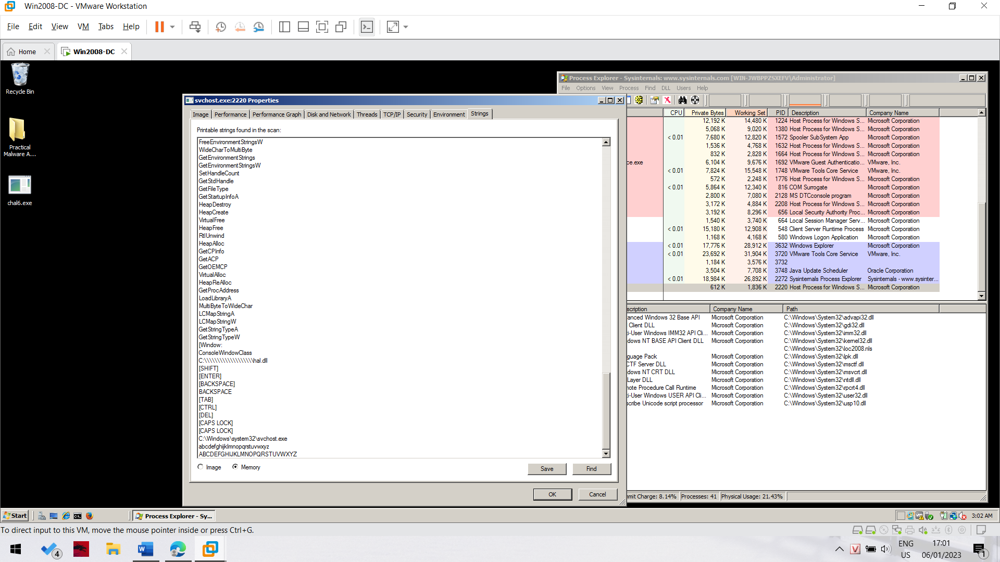 Win2008-DC - VMware Workstation
File Edit View VM Tabs Help
Home
Win2008-DC
Recycle Bin
Practical
Malware A...
chal6.exe
Process Explorer - Sysinternals: www.sysinternals.com [WIN-JWBPPZSXEFV\Administrator]
File Options View Process Find DLL Users Help
CPU Private Bytes Working Set PID Description Company Name
12,192 K 14,480 K 1224 Host Process for Windows S... Microsoft Corporation
5,068 K 9,020 K 1380 Host Process for Windows S... Microsoft Corporation
< 0.01 7,680 K 12,820 K 1572 Spooler SubSystem App Microsoft Corporation
1,536 K 4,768 K 1632 Host Process for Windows S... Microsoft Corporation
832 K 2,828 K 1664 Host Process for Windows S... Microsoft Corporation
ce.exe 6,104 K 9,676 K 1692 VMware Guest Authenticatio... VMware, Inc.
< 0.01 7,824 K 15,548 K 1748 VMware Tools Core Service VMware, Inc.
572 K 2,248 K 1776 Host Process for Windows S... Microsoft Corporation
< 0.01 5,864 K 12,340 K 816 COM Surrogate Microsoft Corporation
2,800 K 7,080 K 2128 MS DTCconsole program Microsoft Corporation
3,172 K 4,884 K 2208 Host Process for Windows S... Microsoft Corporation
3,192 K 8,296 K 656 Local Security Authority Proc... Microsoft Corporation
1,540 K 3,740 K 664 Local Session Manager Serv... Microsoft Corporation
< 0.01 15,180 K 12,908 K 548 Client Server Runtime Process Microsoft Corporation
1,168 K 4,168 K 580 Windows Logon Application Microsoft Corporation
< 0.01 17,776 K 28,912 K 3632 Windows Explorer Microsoft Corporation
< 0.01 23,692 K 31,904 K 3720 VMware Tools Core Service VMware, Inc.
1,184 K 3,576 K 3732
3,504 K 7,708 K 3748 Java Update Scheduler Oracle Corporation
< 0.01 18,984 K 26,892 K 2272 Sysinternals Process Explorer Sysinternals - www.sysinter...
612 K 1,836 K 2220 Host Process for Windows S... Microsoft Corporation
scription Company Name Path
anced Windows 32 Base API Microsoft Corporation C:\Windows\System32\advapi32.dll
Client DLL Microsoft Corporation C:\Windows\System32\gdi32.dll
ti-User Windows IMM32 API Cli... Microsoft Corporation C:\Windows\System32\imm32.dll
dows NT BASE API Client DLL Microsoft Corporation C:\Windows\System32\kernel32.dll
C:\Windows\System32\loc2008.nls
guage Pack Microsoft Corporation C:\Windows\System32\lpk.dll
CTF Server DLL Microsoft Corporation C:\Windows\System32\msctf.dll
dows NT CRT DLL Microsoft Corporation C:\Windows\System32\msvcrt.dll
Layer DLL Microsoft Corporation C:\Windows\System32\ntdll.dll
note Procedure Call Runtime Microsoft Corporation C:\Windows\System32\rpcrt4.dll
ti-User Windows USER API Cli... Microsoft Corporation C:\Windows\System32\user32.dll
scribe Unicode script processor Microsoft Corporation C:\Windows\System32\usp10.dll
mmit Charge: 8.14% Processes: 41 Physical Usage: 21.43%
svchost.exe:2220 Properties
Image Performance Performance Graph Disk and Network Threads TCP/IP Security Environment Strings
Printable strings found in the scan:
FreeEnvironmentStringsW
WideCharToMultiByte
GetEnvironmentStrings
GetEnvironmentStringsW
SetHandleCount
GetStdHandle
GetFileType
GetStartupInfoA
HeapDestroy
HeapCreate
VirtualFree
HeapFree
RtlUnwind
HeapAlloc
GetCPInfo
GetACP
GetOEMCP
VirtualAlloc
HeapReAlloc
GetProcAddress
LoadLibraryA
MultiByteToWideChar
LCMapStringA
LCMapStringW
GetStringTypeA
GetStringTypeW
[Window:
ConsoleWindowClass
C:\\\\\\\\\\\\\\\\\\\hal.dll
[SHIFT]
[ENTER]
[BACKSPACE]
BACKSPACE
[TAB]
[CTRL]
[DEL]
[CAPS LOCK]
[CAPS LOCK]
C:\Windows\system32\svchost.exe
abcdefghijklmnopqrstuvwxyz
ABCDEFGHIJKLMNOPQRSTUVWXYZ
Image Memory Save Find
OK Cancel
Start Process Explorer - Sy... 3:02 AM
To direct input to this VM, move the mouse pointer inside or press Ctrl+G.
4
ENG
US
17:01
06/01/2023
1